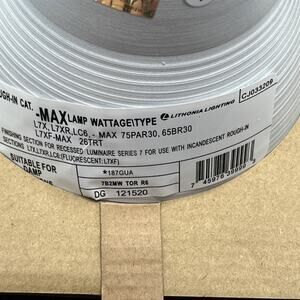 ROUGH-IN CAT.
-MAX LAMP WATTAGE\TYPE
LITHONIA LIGHTING
CJ033209
L7X, L7XR,LC6,- MAX 75PAR30, 65BR30
L7XF-MAX 26TRT
FINISHING SECTION FOR RECESSED LUMINAIRE SERIES 7 FOR USE WITH INCANDESCENT ROUGH-IN
SECTIONS L7X,L7XR,LC6(FLUORESCENT:L7XF)
SUITABLE FOR
DAMP
*187GUA
7B2MW TOR R6
DG 121520